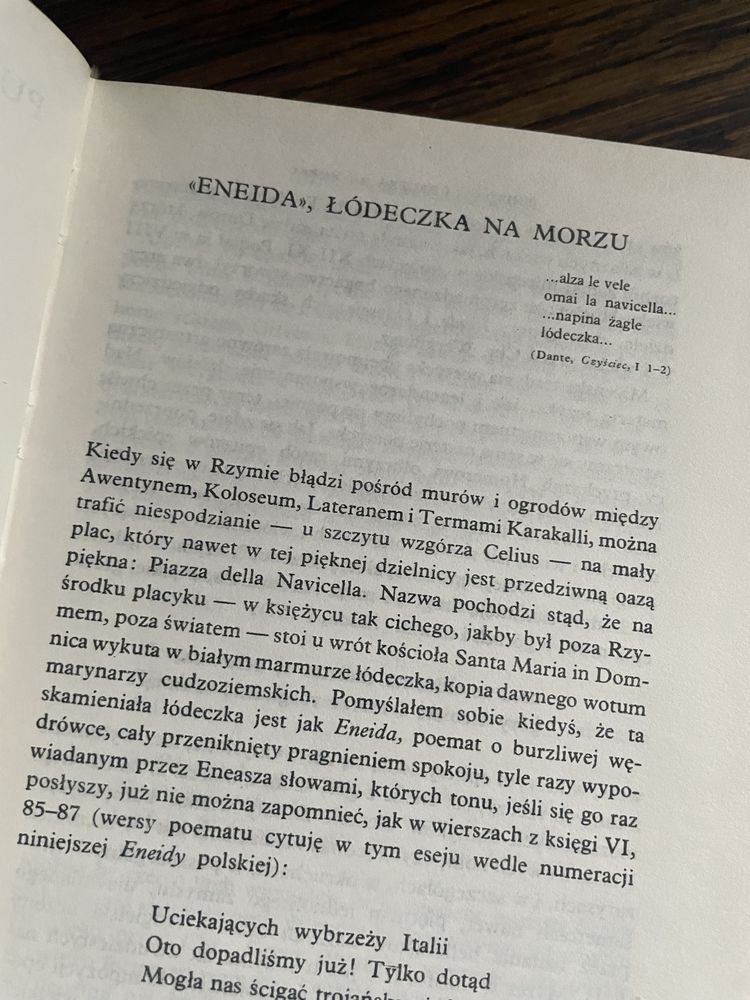 «ENEIDA», ŁÓDECZKA NA MORZU
...alza le vele
omai la navicella...
...napina żagle
łódeczka...
(Dante, Czyściec, I 1–2)
Kiedy się w Rzymie błądzi pośród murów i ogrodów między
Awentynem, Koloseum, Lateranem i Termami Karakalli, można
trafić niespodzianie — u szczytu wzgórza Celius — na mały
plac, który nawet w tej pięknej dzielnicy jest przedziwną oazą
piękna: Piazza della Navicella. Nazwa pochodzi stąd, że na
środku placyku — w księżycu tak cichego, jakby był poza Rzy-
mem, poza światem — stoi u wrót kościoła Santa Maria in Dom-
nica wykuta w białym marmurze łódeczka, kopia dawnego wotum
marynarzy cudzoziemskich. Pomyślałem sobie kiedyś, że ta
skamieniała łódeczka jest jak Eneida, poemat o burzliwej wę-
drówce, cały przeniknięty pragnieniem spokoju, tyle razy wypo-
wiadanym przez Eneasza słowami, których tonu, jeśli się go raz
posłyszy, już nie można zapomnieć, jak w wierszach z księgi VI,
85–87 (wersy poematu cytuję w tym eseju wedle numeracji
niniejszej Eneidy polskiej):
Uciekających wybrzeży Italii
Oto dopadliśmy już! Tylko dotąd
Mogła nas ścigać